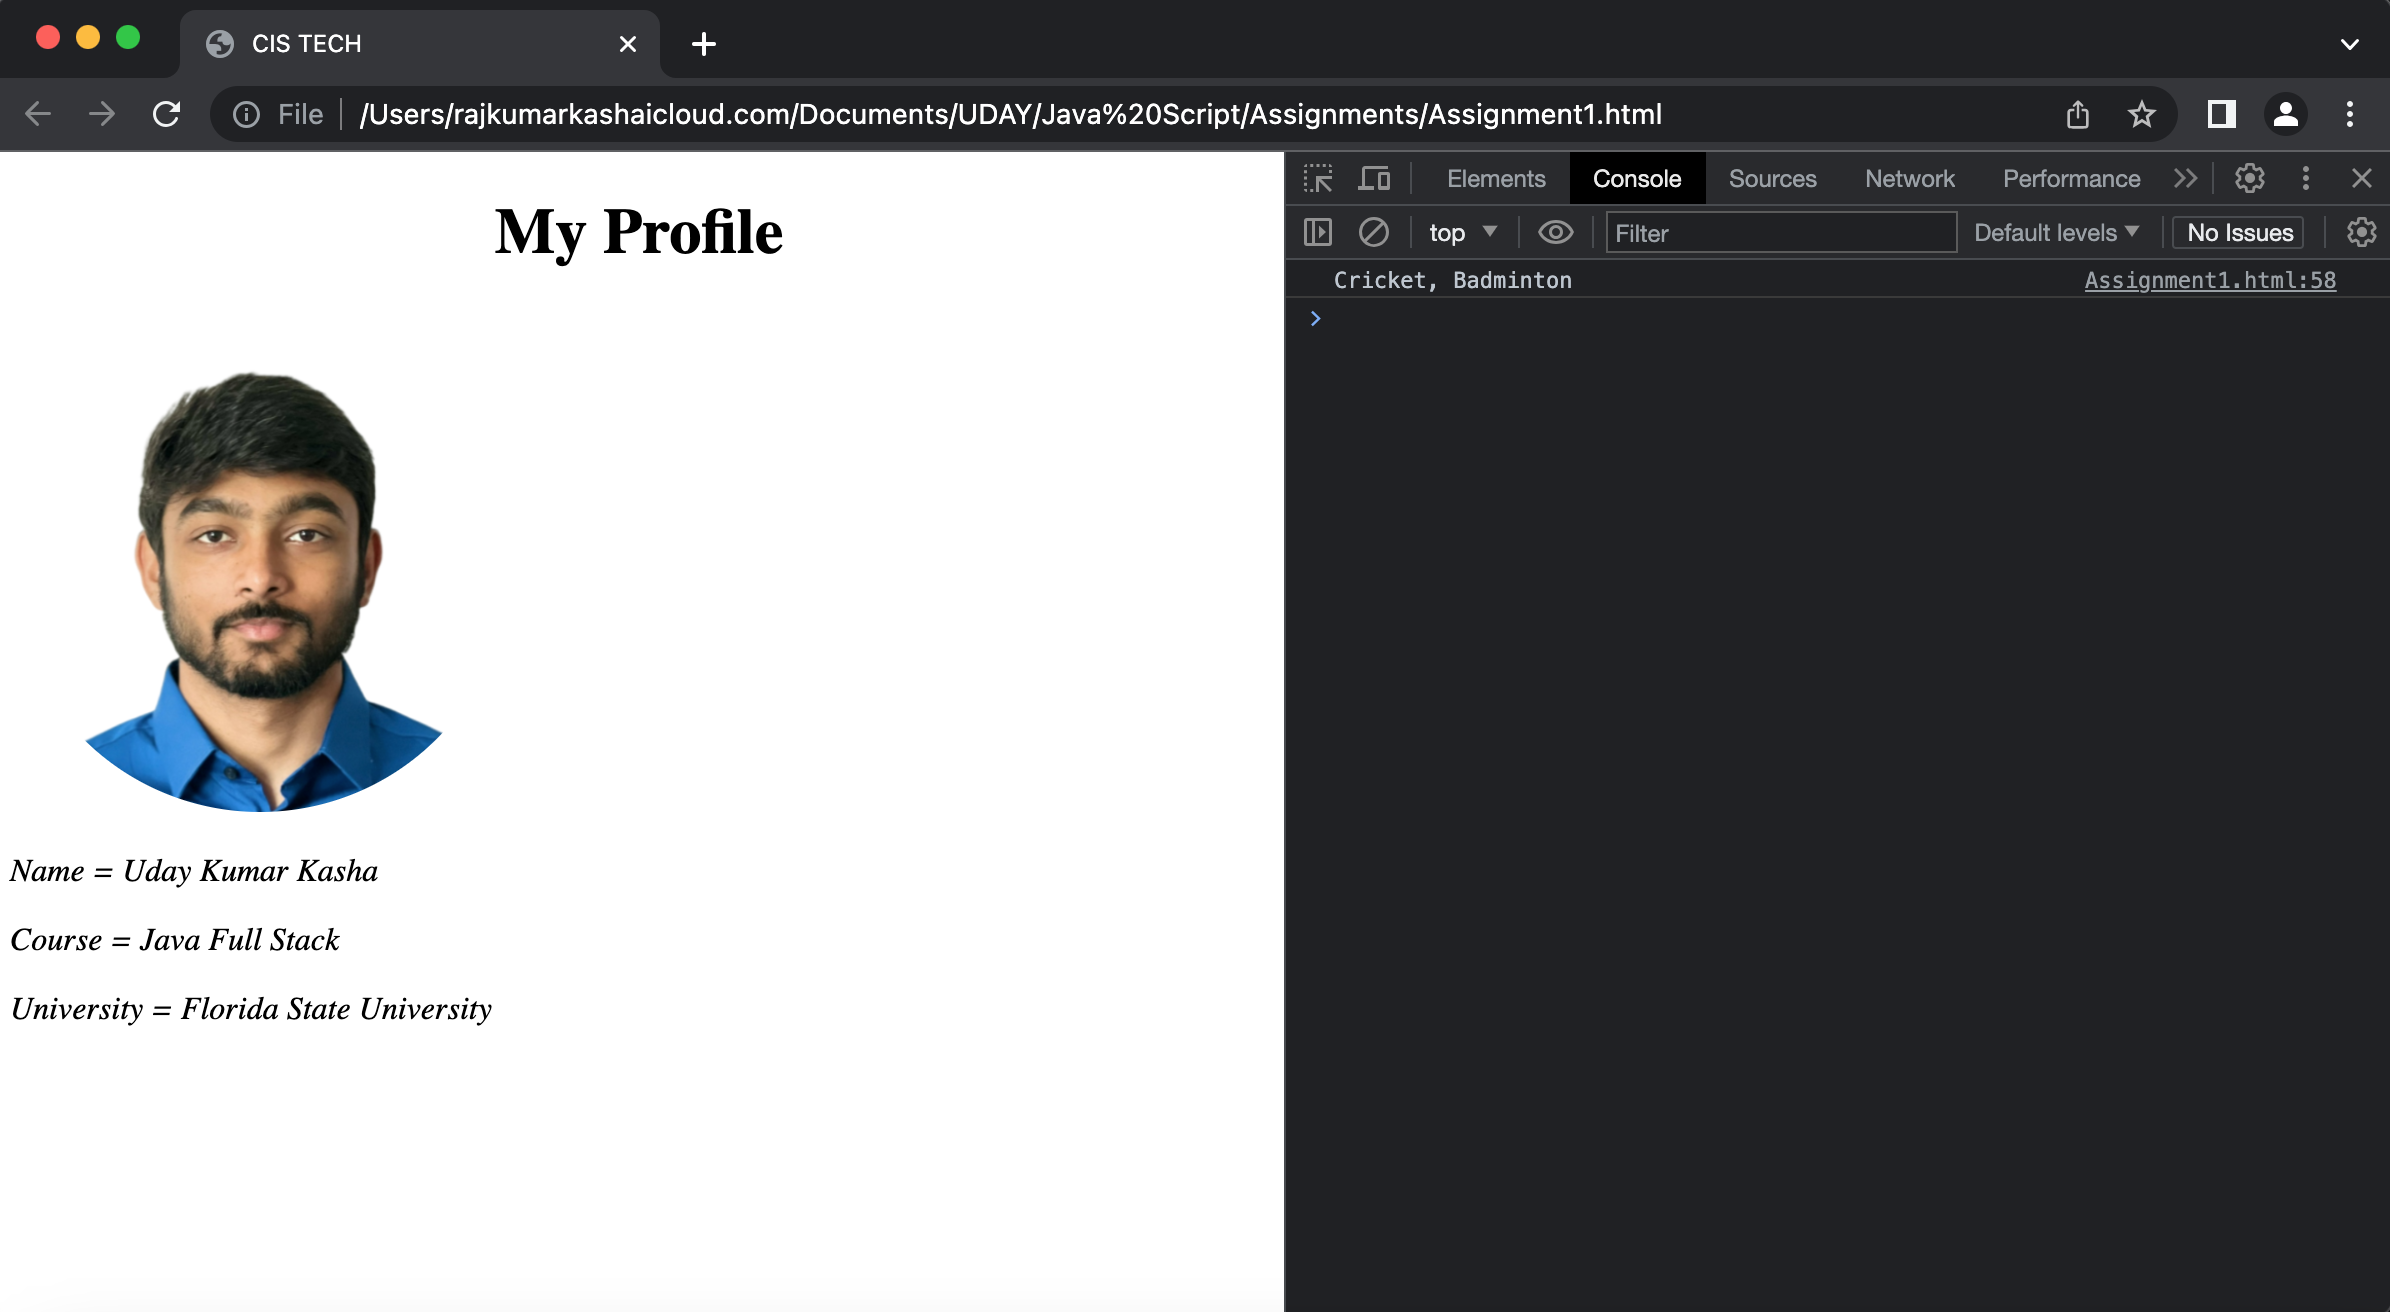 CIS TECH
File /Users/rajkumarkashaicloud.com/Documents/UDAY/Java%20Script/Assignments/Assignment1.html
Elements Console Sources Network Performance
top Filter Default levels No Issues
Cricket, Badminton Assignment1.html:58
My Profile
Name = Uday Kumar Kasha
Course = Java Full Stack
University = Florida State University